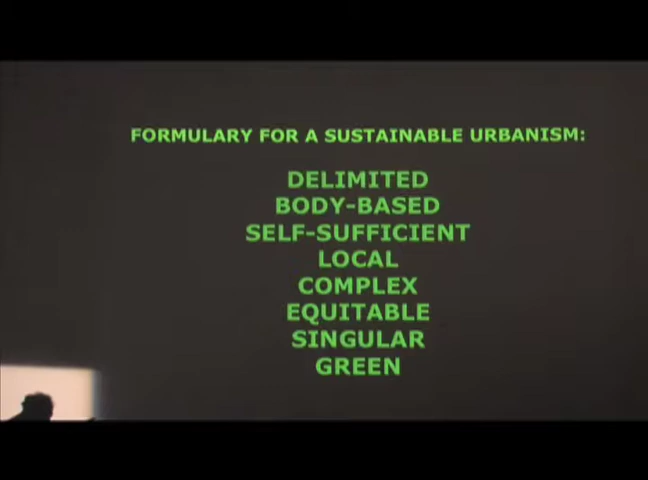 FORMULARY FOR A SUSTAINABLE URBANISM:
DELIMITED
BODY-BASED
SELF-SUFFICIENT
LOCAL
COMPLEX
EQUITABLE
SINGULAR
GREEN